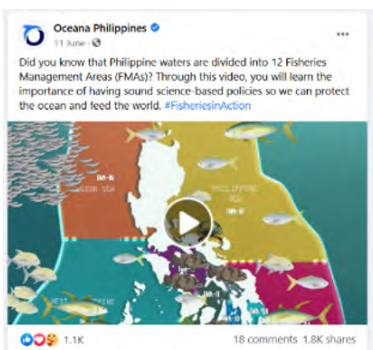 Oceana Philippines
11 June ·
Did you know that Philippine waters are divided into 12 Fisheries
Management Areas (FMAs)? Through this video, you will learn the
importance of having sound science-based policies so we can protect
the ocean and feed the world. #FisheriesinAction
PHILIPPINE
SEA
1.1K
18 comments 1.8K shares